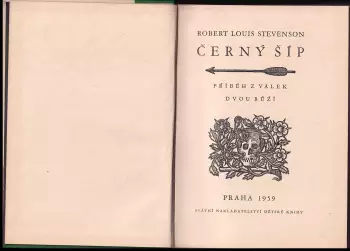 ROBERT LOUIS STEVENSON
ČERNÝ ŠÍP
PŘÍBĚH Z VÁLEK
DVOU RŮŽÍ
PRAHA 1959
STÁTNÍ NAKLADATELSTVÍ DĚTSKÉ KNIHY